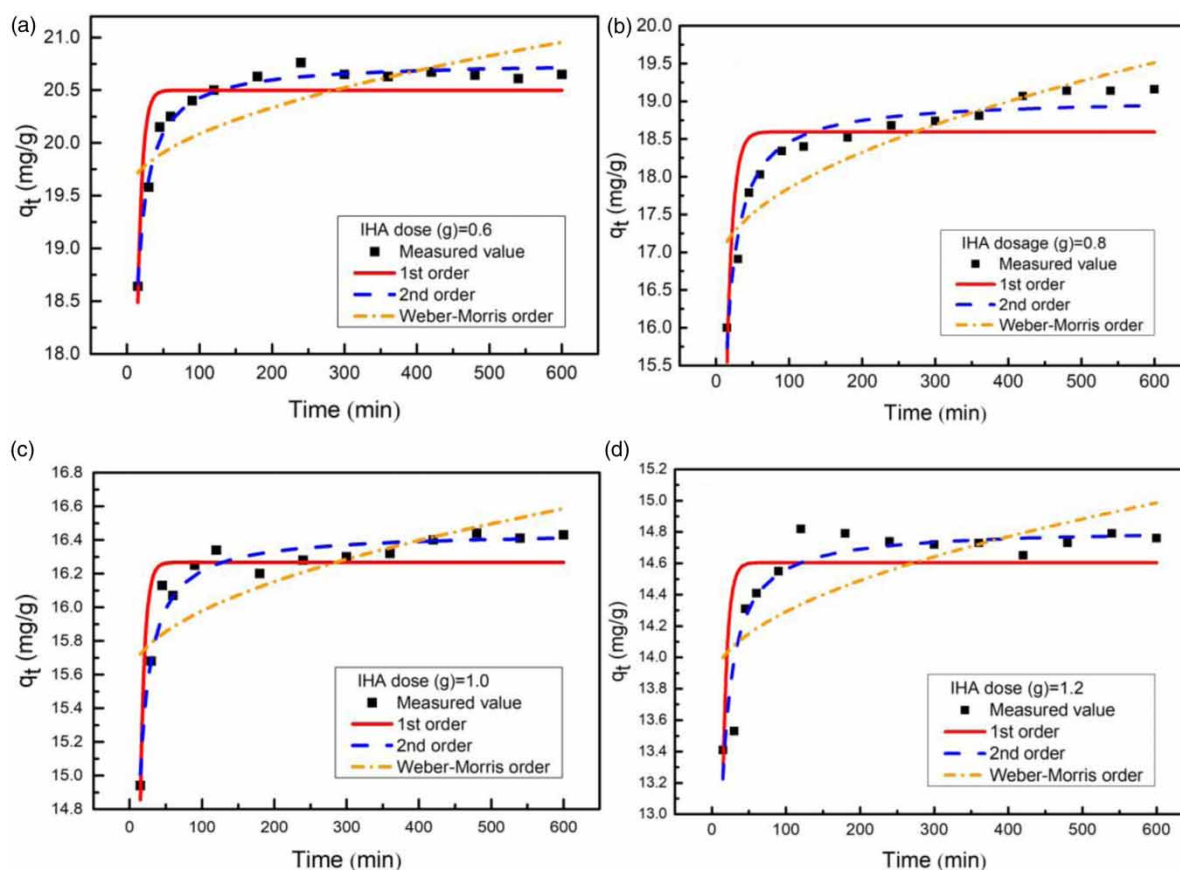 (a)
q_t (mg/g)
21.0
20.5
20.0
19.5
19.0
18.5
18.0
IHA dose (g)=0.6
Measured value
1st order
2nd order
Weber-Morris order
0 100 200 300 400 500 600
Time (min)
(b)
q_t (mg/g)
19.5
19.0
18.5
18.0
17.5
17.0
16.5
16.0
15.5
IHA dosage (g)=0.8
Measured value
1st order
2nd order
Weber-Morris order
0 100 200 300 400 500 600
Time (min)
(c)
q_t (mg/g)
16.8
16.6
16.4
16.2
16.0
15.8
15.6
15.4
15.2
15.0
14.8
IHA dose (g)=1.0
Measured value
1st order
2nd order
Weber-Morris order
0 100 200 300 400 500 600
Time (min)
(d)
q_t (mg/g)
15.2
15.0
14.8
14.6
14.4
14.2
14.0
13.8
13.6
13.4
13.2
13.0
IHA dose (g)=1.2
Measured value
1st order
2nd order
Weber-Morris order
0 100 200 300 400 500 600
Time (min)